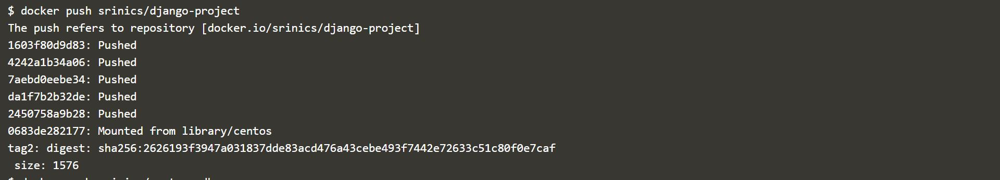 $ docker push srinics/django-project
The push refers to repository [docker.io/srinics/django-project]
1603f80d9d83: Pushed
4242a1b34a06: Pushed
7aebd0eebe34: Pushed
da1f7b2b32de: Pushed
2450758a9b28: Pushed
0683de282177: Mounted from library/centos
tag2: digest: sha256:2626193f3947a031837dde83acd476a43cebe493f7442e72633c51c80f0e7caf
size: 1576